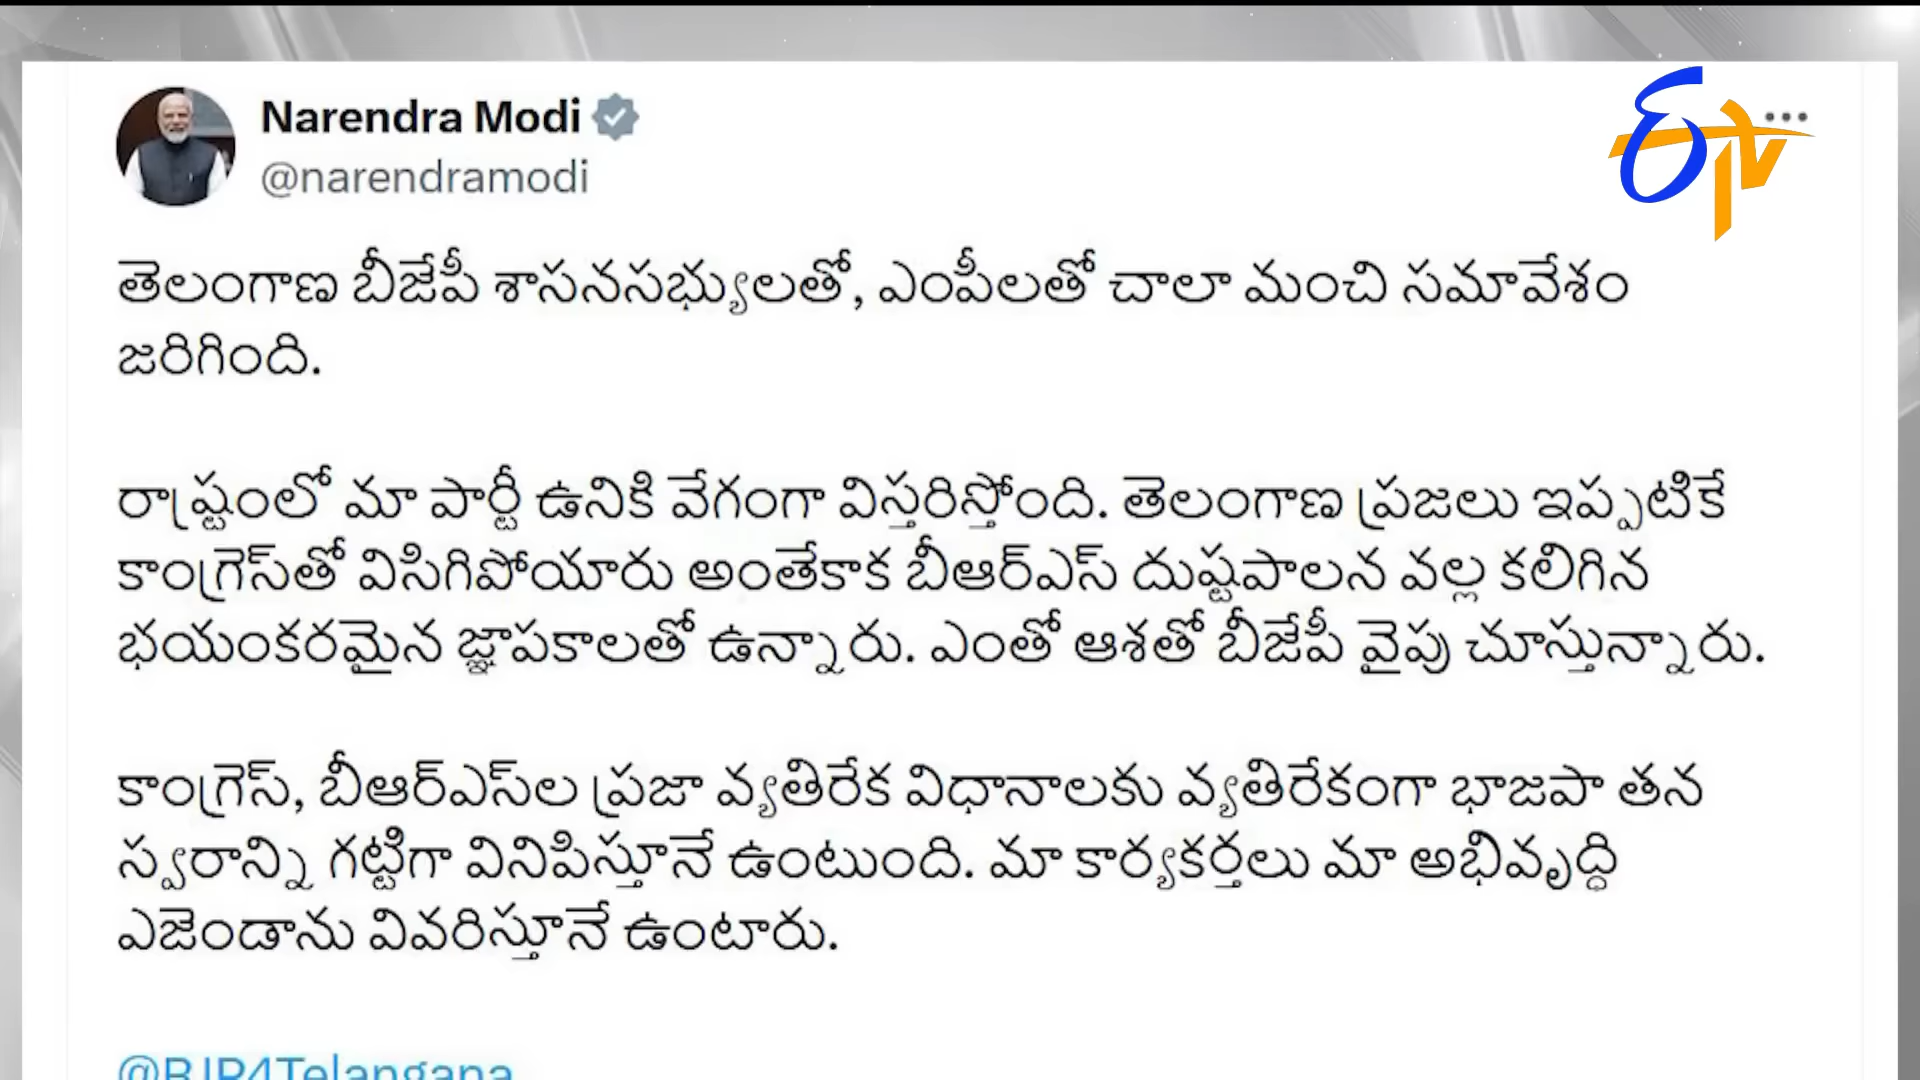 Narendra Modi
@narendramodi
ETV
తెలంగాణ బీజేపీ శాసనసభ్యులతో, ఎంపీలతో చాలా మంచి సమావేశం
జరిగింది.
రాష్ట్రంలో మా పార్టీ ఉనికి వేగంగా విస్తరిస్తోంది. తెలంగాణ ప్రజలు ఇప్పటికే
కాంగ్రెస్‌తో విసిగిపోయారు అంతేకాక బీఆర్ఎస్ దుష్టపాలన వల్ల కలిగిన
భయంకరమైన జ్ఞాపకాలతో ఉన్నారు. ఎంతో ఆశతో బీజేపీ వైపు చూస్తున్నారు.
కాంగ్రెస్, బీఆర్ఎస్‌ల ప్రజా వ్యతిరేక విధానాలకు వ్యతిరేకంగా భాజపా తన
స్వరాన్ని గట్టిగా వినిపిస్తూనే ఉంటుంది. మా కార్యకర్తలు మా అభివృద్ధి
ఎజెండాను వివరిస్తూనే ఉంటారు.
@BJP4Telangana